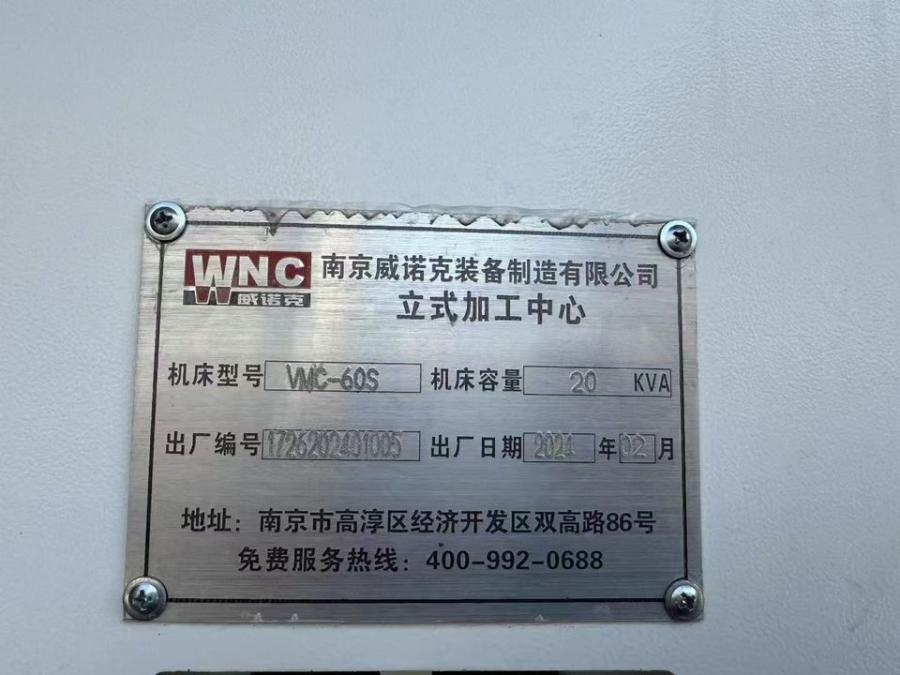 WNC 南京威诺克装备制造有限公司
威诺克 立式加工中心
机床型号 VMC-60S 机床容量 20 KVA
出厂编号 1726202401005 出厂日期 2024 年 02 月
地址：南京市高淳区经济开发区双高路86号
免费服务热线：400-992-0688